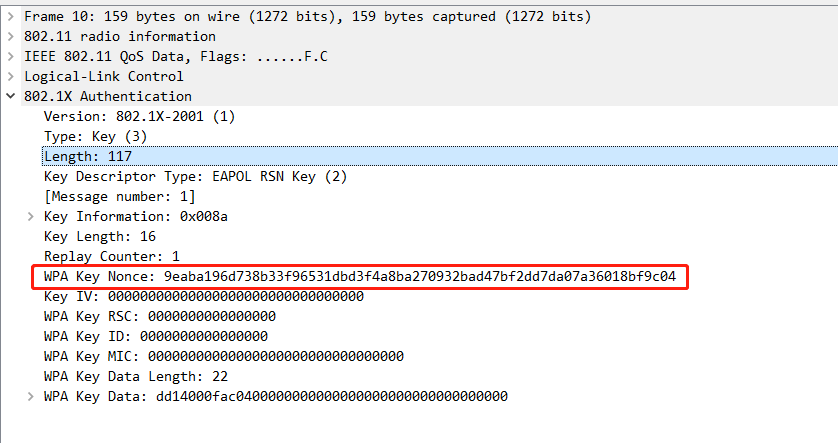 Frame 10: 159 bytes on wire (1272 bits), 159 bytes captured (1272 bits)
802.11 radio information
IEEE 802.11 QoS Data, Flags: ......F.C
Logical-Link Control
802.1X Authentication
Version: 802.1X-2001 (1)
Type: Key (3)
Length: 117
Key Descriptor Type: EAPOL RSN Key (2)
[Message number: 1]
Key Information: 0x008a
Key Length: 16
Replay Counter: 1
WPA Key Nonce: 9eaba196d738b33f96531dbd3f4a8ba270932bad47bf2dd7da07a36018bf9c04
Key IV: 00000000000000000000000000000000
WPA Key RSC: 0000000000000000
WPA Key ID: 0000000000000000
WPA Key MIC: 00000000000000000000000000000000
WPA Key Data Length: 22
WPA Key Data: dd14000fac0400000000000000000000000000000000